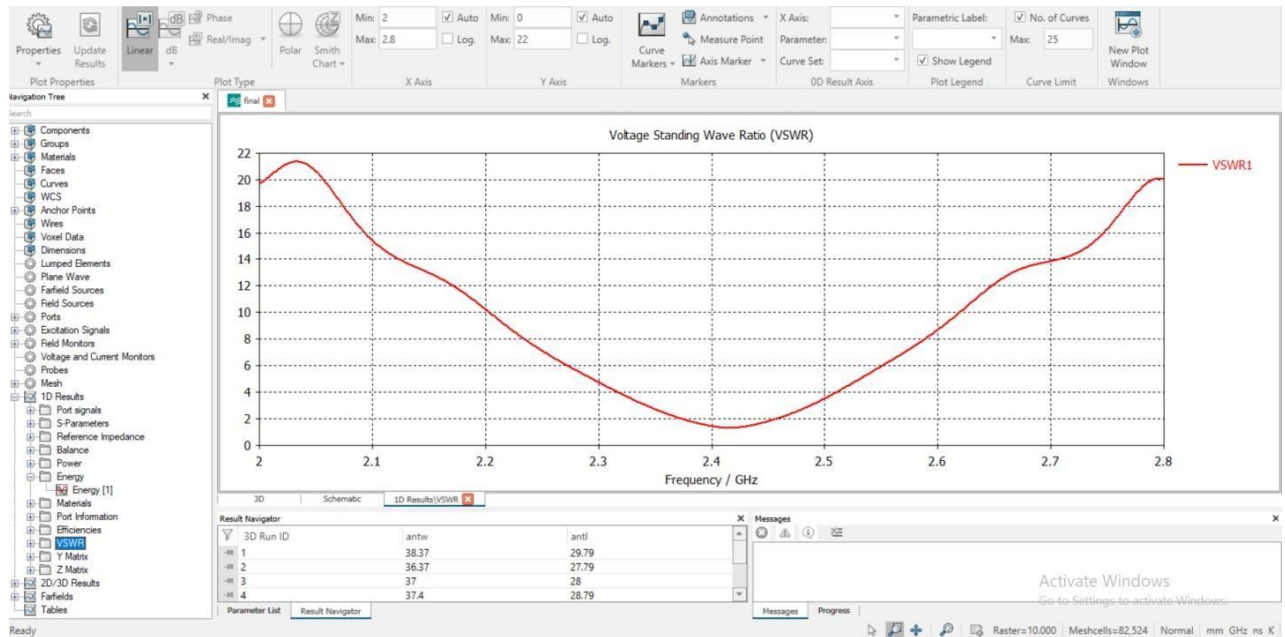 Properties
Update Results
Plot Properties
Linear
dB
dB
Phase
Real/Imag
Polar
Smith Chart
Plot Type
Min: 2
Auto
Max: 2.8
Log.
X Axis
Min: 0
Auto
Max: 22
Log.
Y Axis
Curve Markers
Annotations
Measure Point
Axis Marker
Markers
X Axis:
Parameter:
Curve Set:
0D Result Axis
Parametric Label:
Show Legend
Plot Legend
No. of Curves
Max: 25
Curve Limit
New Plot Window
Windows
Navigation Tree
Search
Components
Groups
Materials
Faces
Curves
WCS
Anchor Points
Wires
Voxel Data
Dimensions
Lumped Elements
Plane Wave
Farfield Sources
Field Sources
Ports
Excitation Signals
Field Monitors
Voltage and Current Monitors
Probes
Mesh
1D Results
Port signals
S-Parameters
Reference Impedance
Balance
Power
Energy
Energy [1]
Materials
Port Information
Efficiencies
VSWR
Y Matrix
Z Matrix
2D/3D Results
Farfields
Tables
final
Voltage Standing Wave Ratio (VSWR)
VSWR1
22
20
18
16
14
12
10
8
6
4
2
0
2 2.1 2.2 2.3 2.4 2.5 2.6 2.7 2.8
Frequency / GHz
3D Schematic 1D Results\VSWR
Result Navigator
3D Run ID antw antl
1 38.37 29.79
2 36.37 27.79
3 37 28
4 37.4 28.79
Parameter List Result Navigator
Messages
Activate Windows
Go to Settings to activate Windows.
Messages Progress
Ready
Raster=10.000 Meshcells=82,524 Normal mm GHz ns K